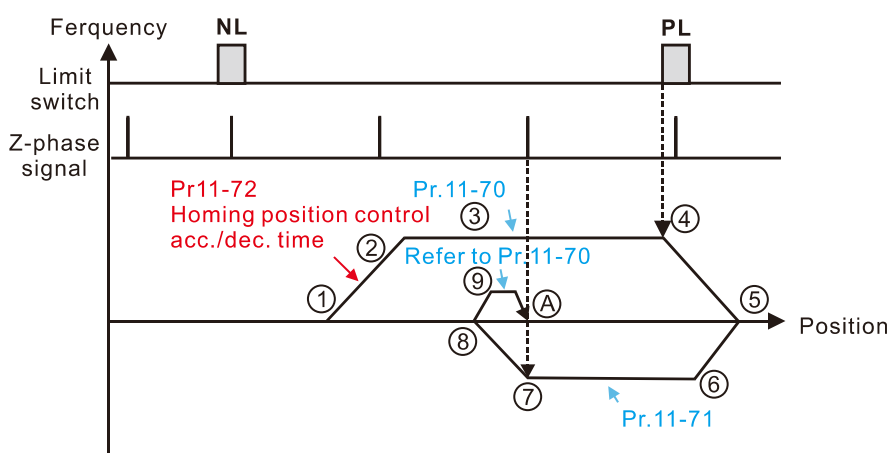 Ferquency
NL
PL
Limit
switch
Z-phase
signal
Pr11-72
Homing position control
acc./dec. time
Pr.11-70
③
④
②
Refer to Pr.11-70
⑨
Ⓐ
①
⑤
Position
⑧
⑦
⑥
Pr.11-71